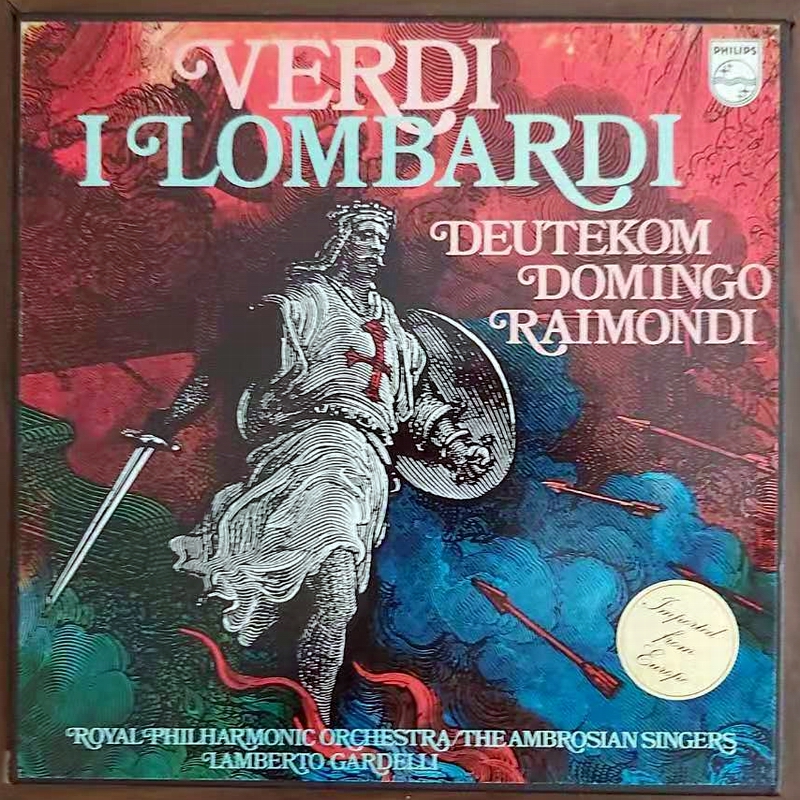 VERDI
PHILIPS
I LOMBARDI
DEUTEKOM
DOMINGO
RAIMONDI
Imported
from
Europe
ROYAL PHILHARMONIC ORCHESTRA/THE AMBROSIAN SINGERS
LAMBERTO GARDELLI